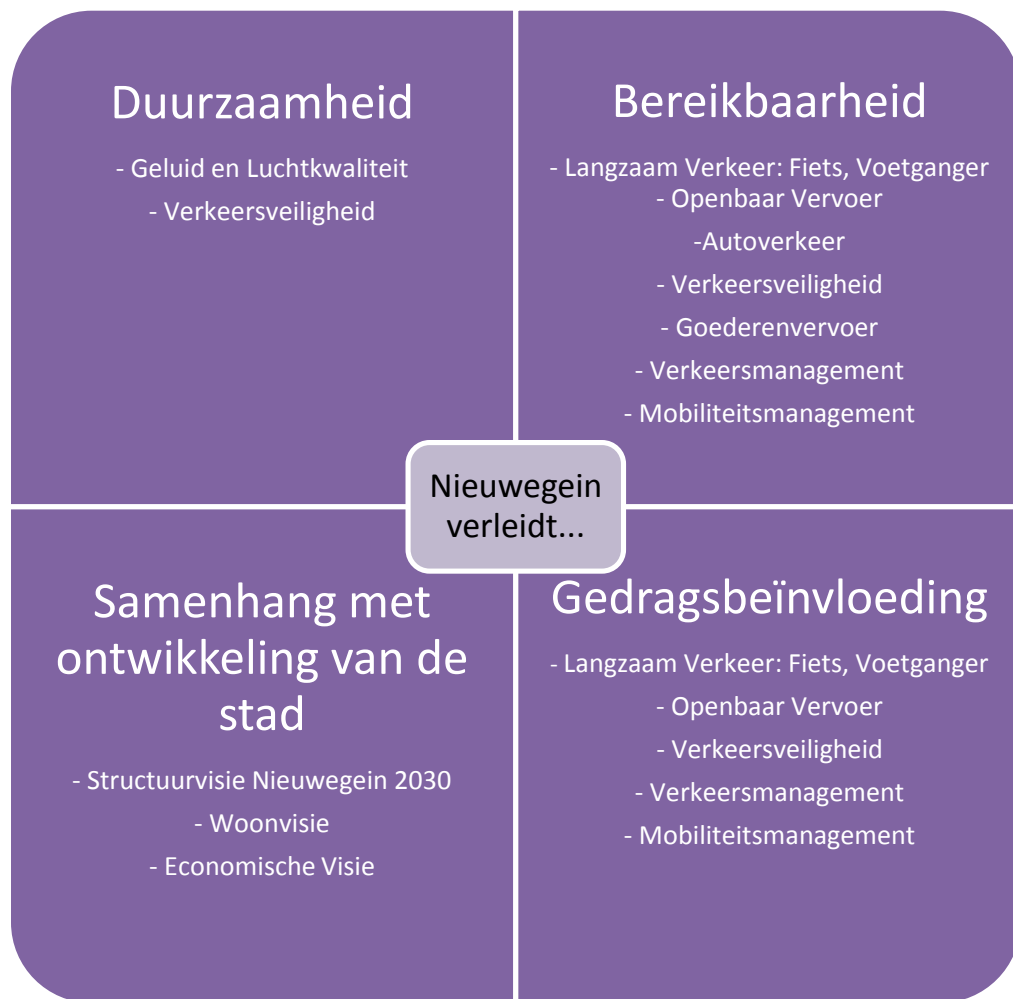 Duurzaamheid
- Geluid en Luchtkwaliteit
- Verkeersveiligheid
Bereikbaarheid
- Langzaam Verkeer: Fiets, Voetganger
- Openbaar Vervoer
-Autoverkeer
- Verkeersveiligheid
- Goederenvervoer
- Verkeersmanagement
- Mobiliteitsmanagement
Nieuwegein
verleidt...
Samenhang met
ontwikkeling van de
stad
- Structuurvisie Nieuwegein 2030
- Woonvisie
- Economische Visie
Gedragsbeïnvloeding
- Langzaam Verkeer: Fiets, Voetganger
- Openbaar Vervoer
- Verkeersveiligheid
- Verkeersmanagement
- Mobiliteitsmanagement